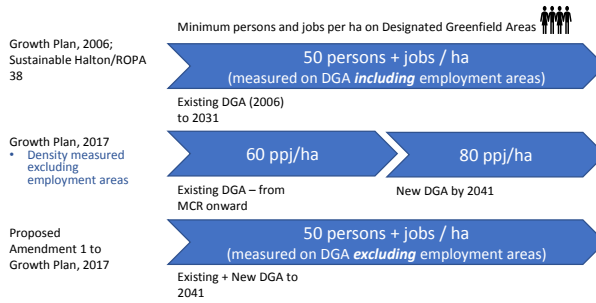 Minimum persons and jobs per ha on Designated Greenfield Areas
Growth Plan, 2006;
Sustainable Halton/ROPA
38
50 persons + jobs / ha
(measured on DGA including employment areas)
Existing DGA (2006)
to 2031
Growth Plan, 2017
• Density measured
excluding
employment areas
60 ppj/ha
80 ppj/ha
Existing DGA – from
MCR onward
New DGA by 2041
Proposed
Amendment 1 to
Growth Plan, 2017
50 persons + jobs / ha
(measured on DGA excluding employment areas)
Existing + New DGA to
2041